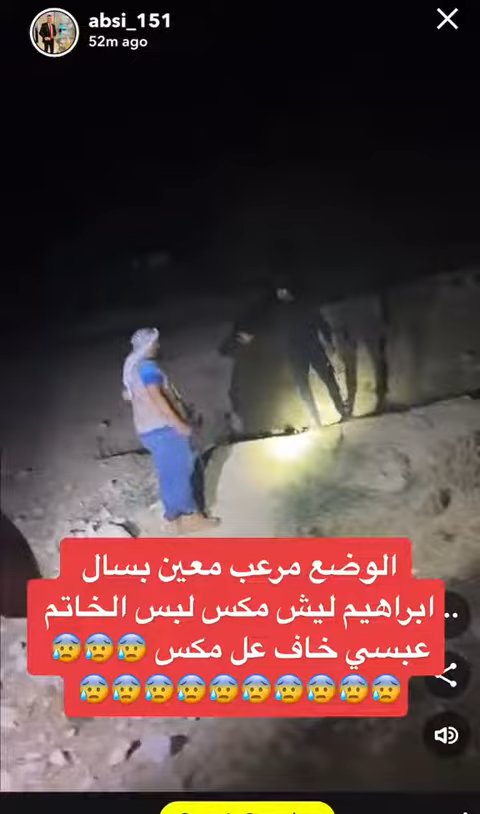 absi_151
52m ago
الوضع مرعب معين بسال
ابراهيم ليش مكس لبس الخاتم
عبسي خاف عل مكس 😰😰😰
😰😰😰😰😰😰😰😰😰😰